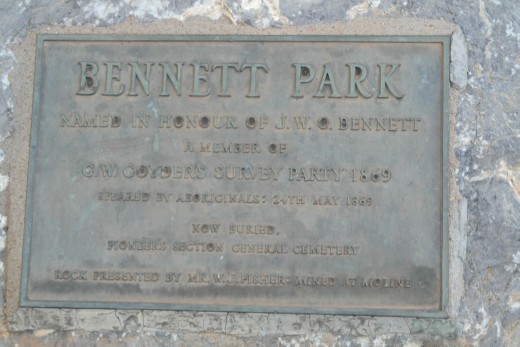 BENNETT PARK
NAMED IN HONOUR OF J.W.O. BENNETT
A MEMBER OF
G.W. GOYDER'S SURVEY PARTY 1869
SPEARED BY ABORIGINALS: 24TH MAY 1869
NOW BURIED,
PIONEERS SECTION GENERAL CEMETERY
ROCK PRESENTED BY MR. W.J. FISHER - MINED AT MOLINE